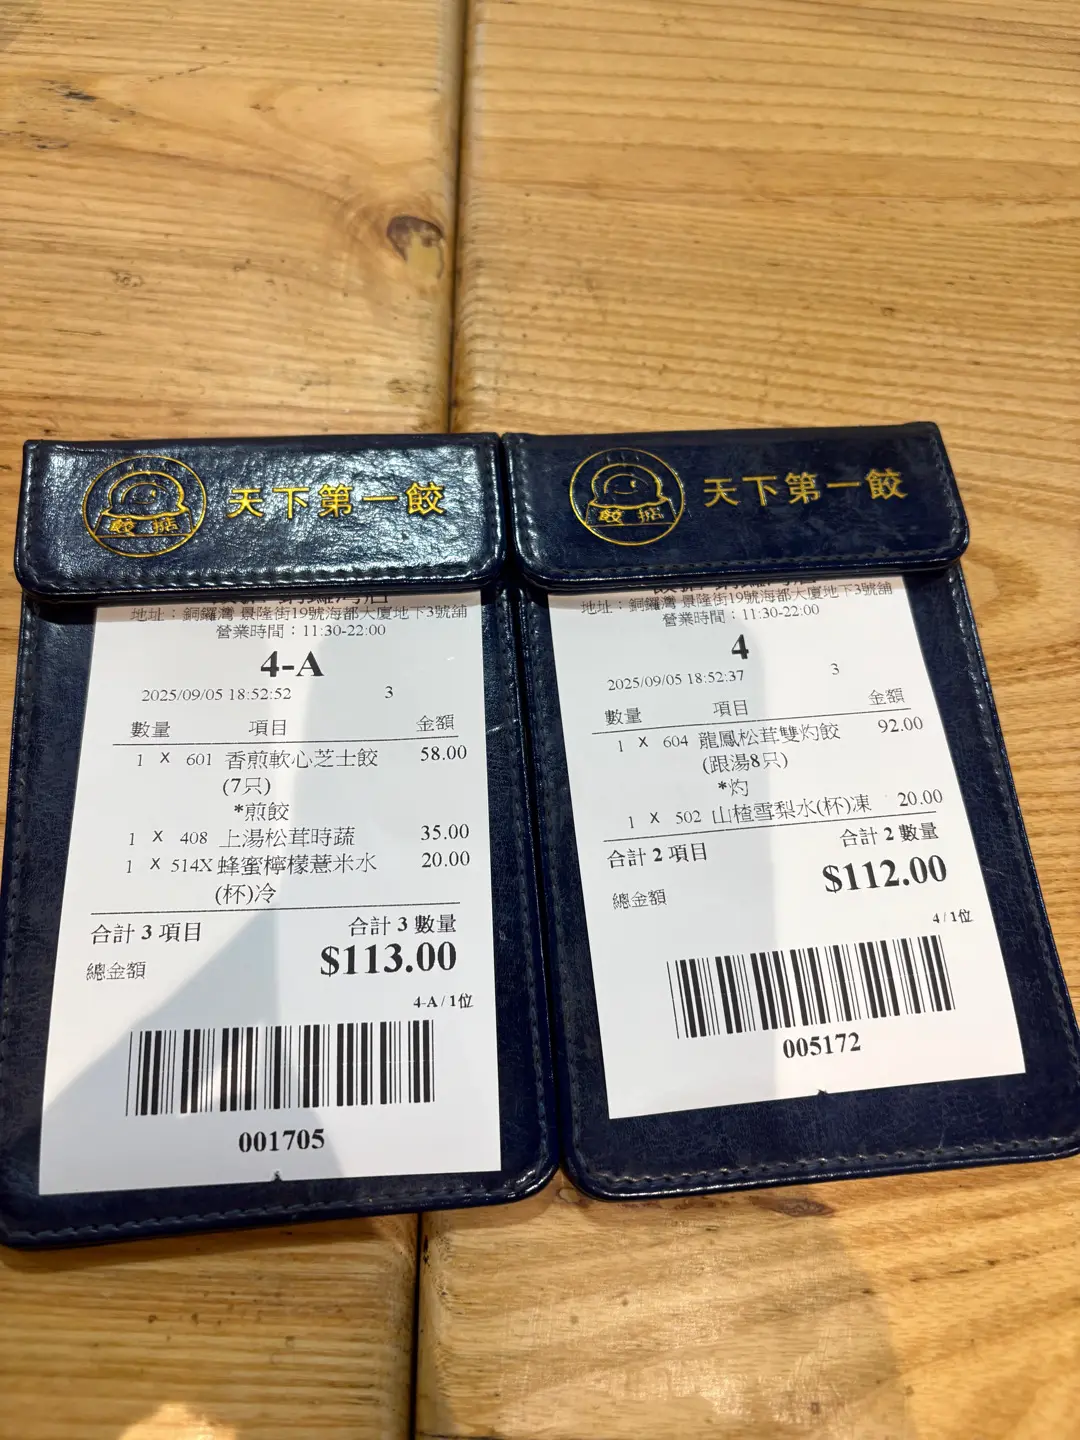 天下第一餃
餃掂
地址：銅鑼灣 景隆街19號海都大廈地下3號舖
營業時間：11:30-22:00
4-A
2025/09/05 18:52:52 3
數量 項目 金額
1 X 601 香煎軟心芝士餃 58.00
(7只)
*煎餃
1 X 408 上湯松茸時蔬 35.00
1 X 514X 蜂蜜檸檬薏米水 20.00
(杯)冷
合計 3 項目 合計 3 數量
總金額 $113.00
4-A / 1位
001705
天下第一餃
餃掂
地址：銅鑼灣 景隆街19號海都大廈地下3號舖
營業時間：11:30-22:00
4
2025/09/05 18:52:37 3
數量 項目 金額
1 X 604 龍鳳松茸雙灼餃 92.00
(跟湯8只)
*灼
1 X 502 山楂雪梨水(杯)凍 20.00
合計 2 項目 合計 2 數量
總金額 $112.00
4 / 1位
005172